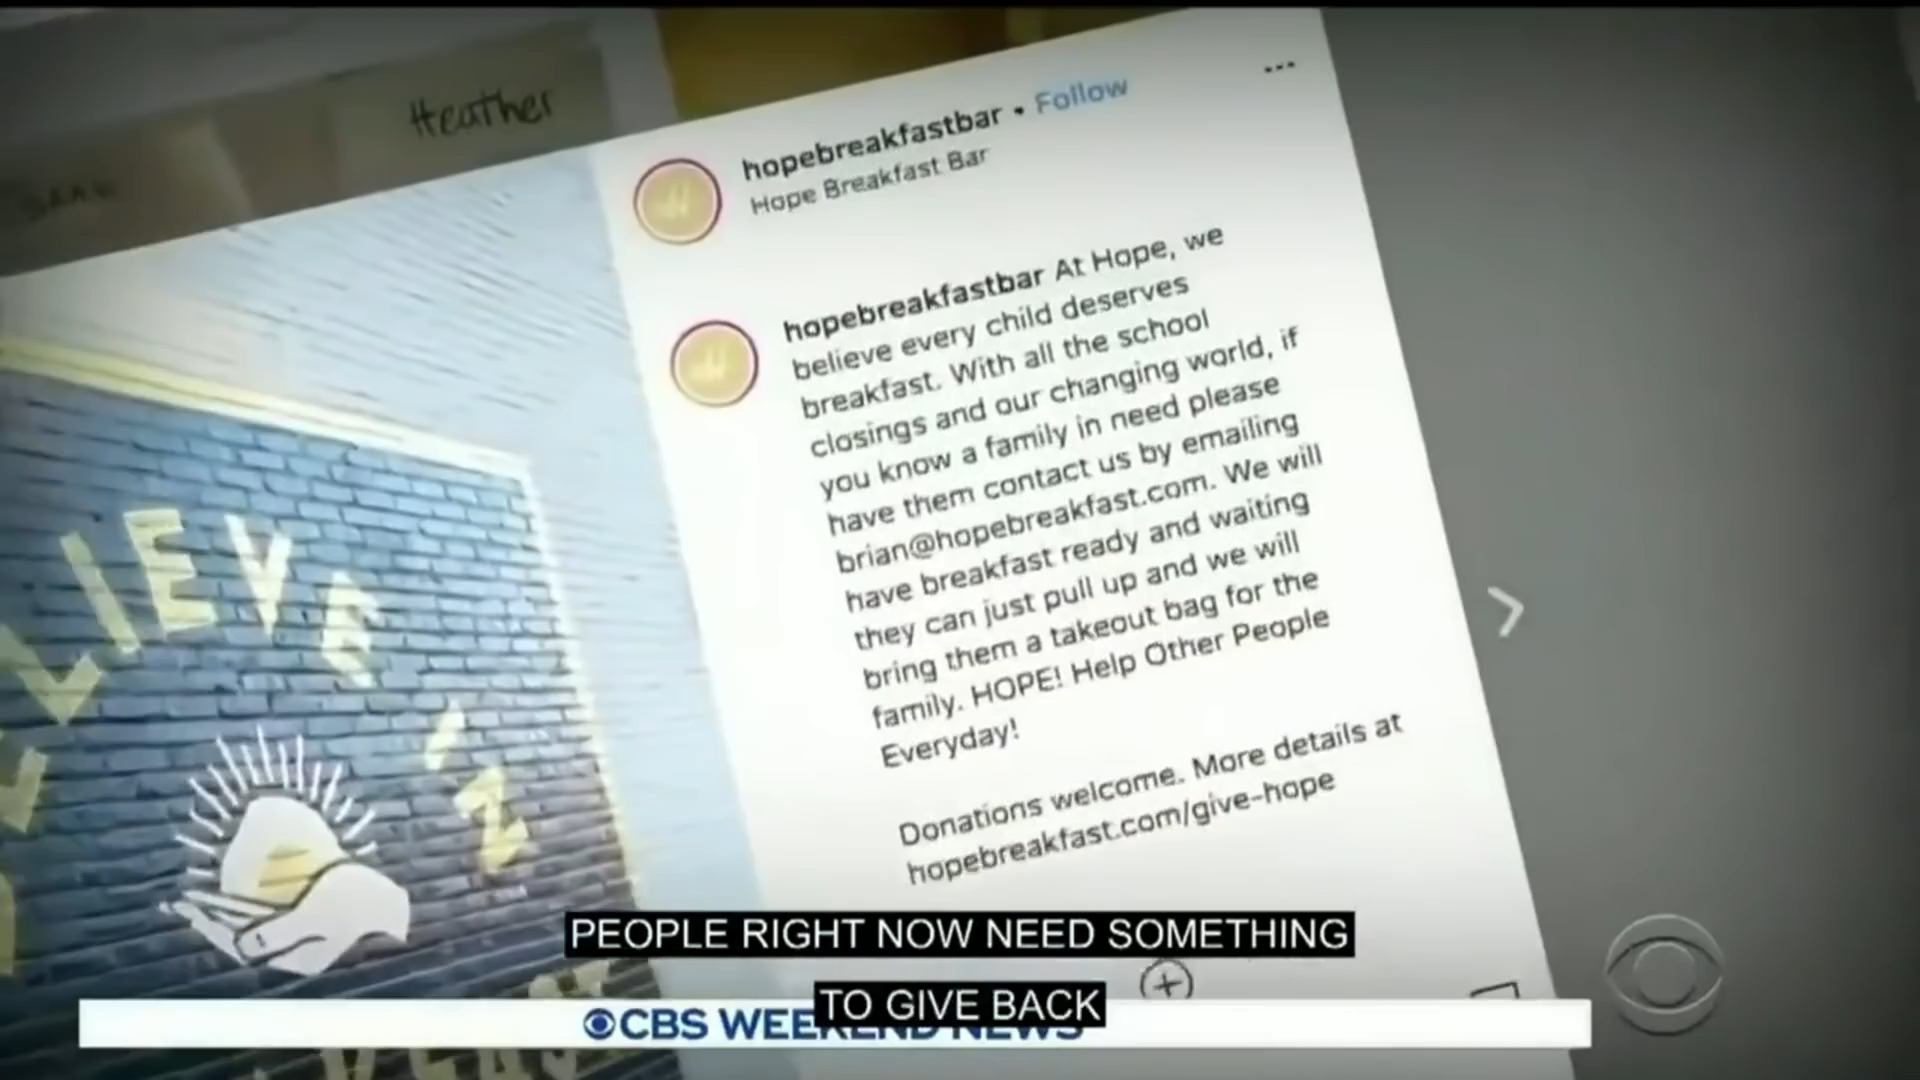 Heather
hopebreakfastbar • Follow
Hope Breakfast Bar
hopebreakfastbar At Hope, we
believe every child deserves
breakfast. With all the school
closings and our changing world, if
you know a family in need please
have them contact us by emailing
brian@hopebreakfast.com. We will
have breakfast ready and waiting
they can just pull up and we will
bring them a takeout bag for the
family. HOPE! Help Other People
Everyday!
Donations welcome. More details at
hopebreakfast.com/give-hope
ELIEVE
IN
PEOPLE RIGHT NOW NEED SOMETHING
TO GIVE BACK
CBS WEEKEND NEWS